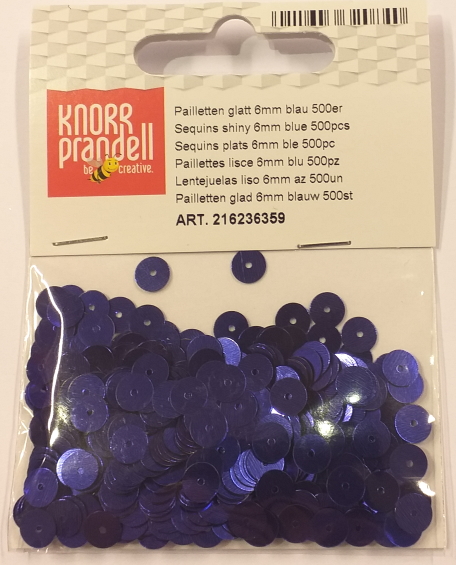 KNORR
prandell
be creative.
Pailletten glatt 6mm blau 500er
Sequins shiny 6mm blue 500pcs
Sequins plats 6mm ble 500pc
Paillettes lisce 6mm blu 500pz
Lentejuelas liso 6mm az 500un
Pailletten glad 6mm blauw 500st
ART. 216236359